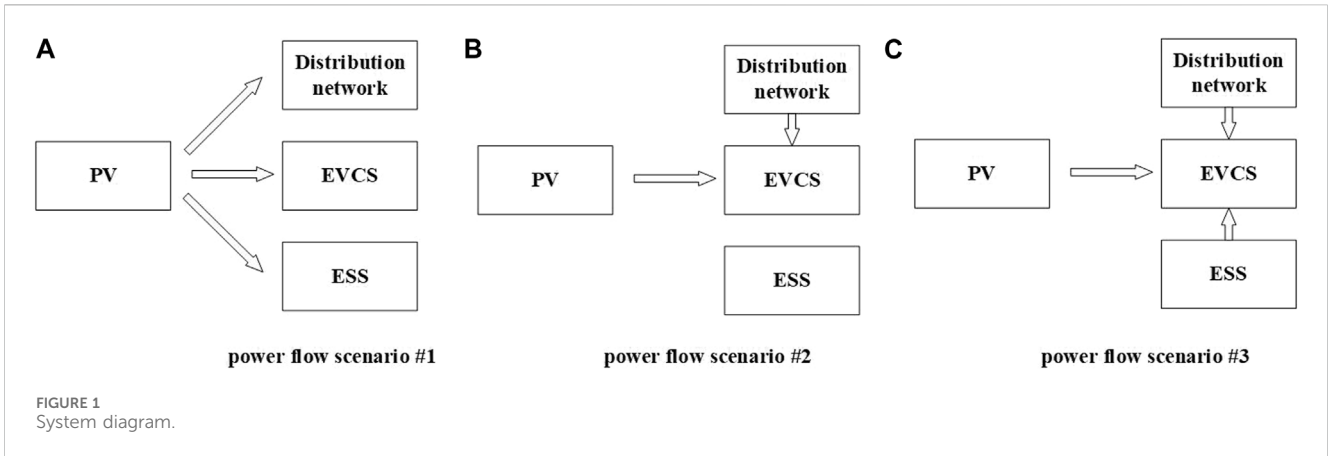 A
Distribution
network
PV
EVCS
ESS
power flow scenario #1
B
Distribution
network
PV
EVCS
ESS
power flow scenario #2
C
Distribution
network
PV
EVCS
ESS
power flow scenario #3
FIGURE 1
System diagram.